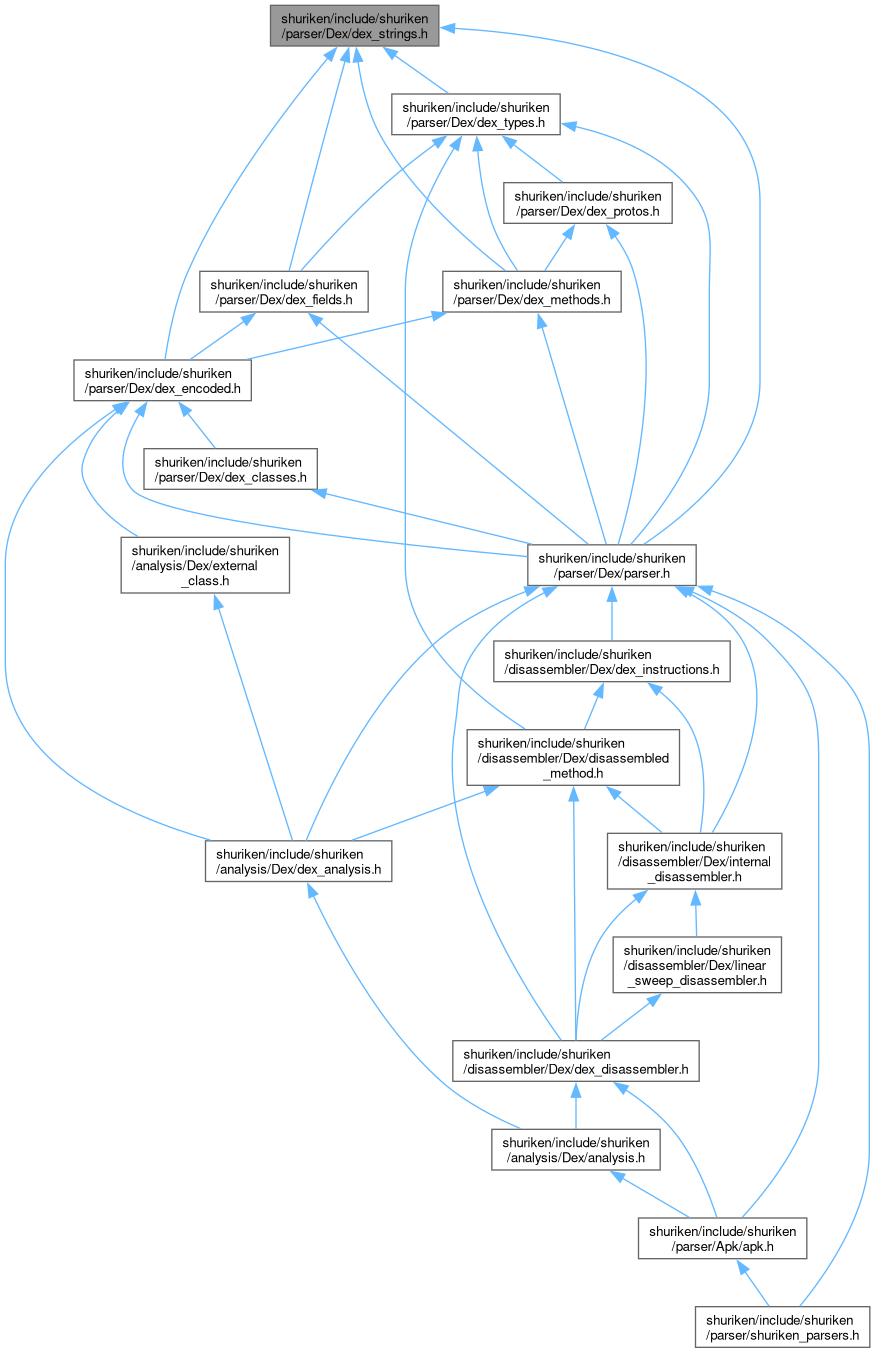 shuriken/include/shuriken
/parser/Dex/dex_strings.h
shuriken/include/shuriken
/parser/Dex/dex_types.h
shuriken/include/shuriken
/parser/Dex/dex_protos.h
shuriken/include/shuriken
/parser/Dex/dex_fields.h
shuriken/include/shuriken
/parser/Dex/dex_methods.h
shuriken/include/shuriken
/parser/Dex/dex_encoded.h
shuriken/include/shuriken
/parser/Dex/dex_classes.h
shuriken/include/shuriken
/analysis/Dex/external
_class.h
shuriken/include/shuriken
/parser/Dex/parser.h
shuriken/include/shuriken
/disassembler/Dex/dex_instructions.h
shuriken/include/shuriken
/disassembler/Dex/disassembled
_method.h
shuriken/include/shuriken
/analysis/Dex/dex_analysis.h
shuriken/include/shuriken
/disassembler/Dex/internal
_disassembler.h
shuriken/include/shuriken
/disassembler/Dex/linear
_sweep_disassembler.h
shuriken/include/shuriken
/disassembler/Dex/dex_disassembler.h
shuriken/include/shuriken
/analysis/Dex/analysis.h
shuriken/include/shuriken
/parser/Apk/apk.h
shuriken/include/shuriken
/parser/shuriken_parsers.h